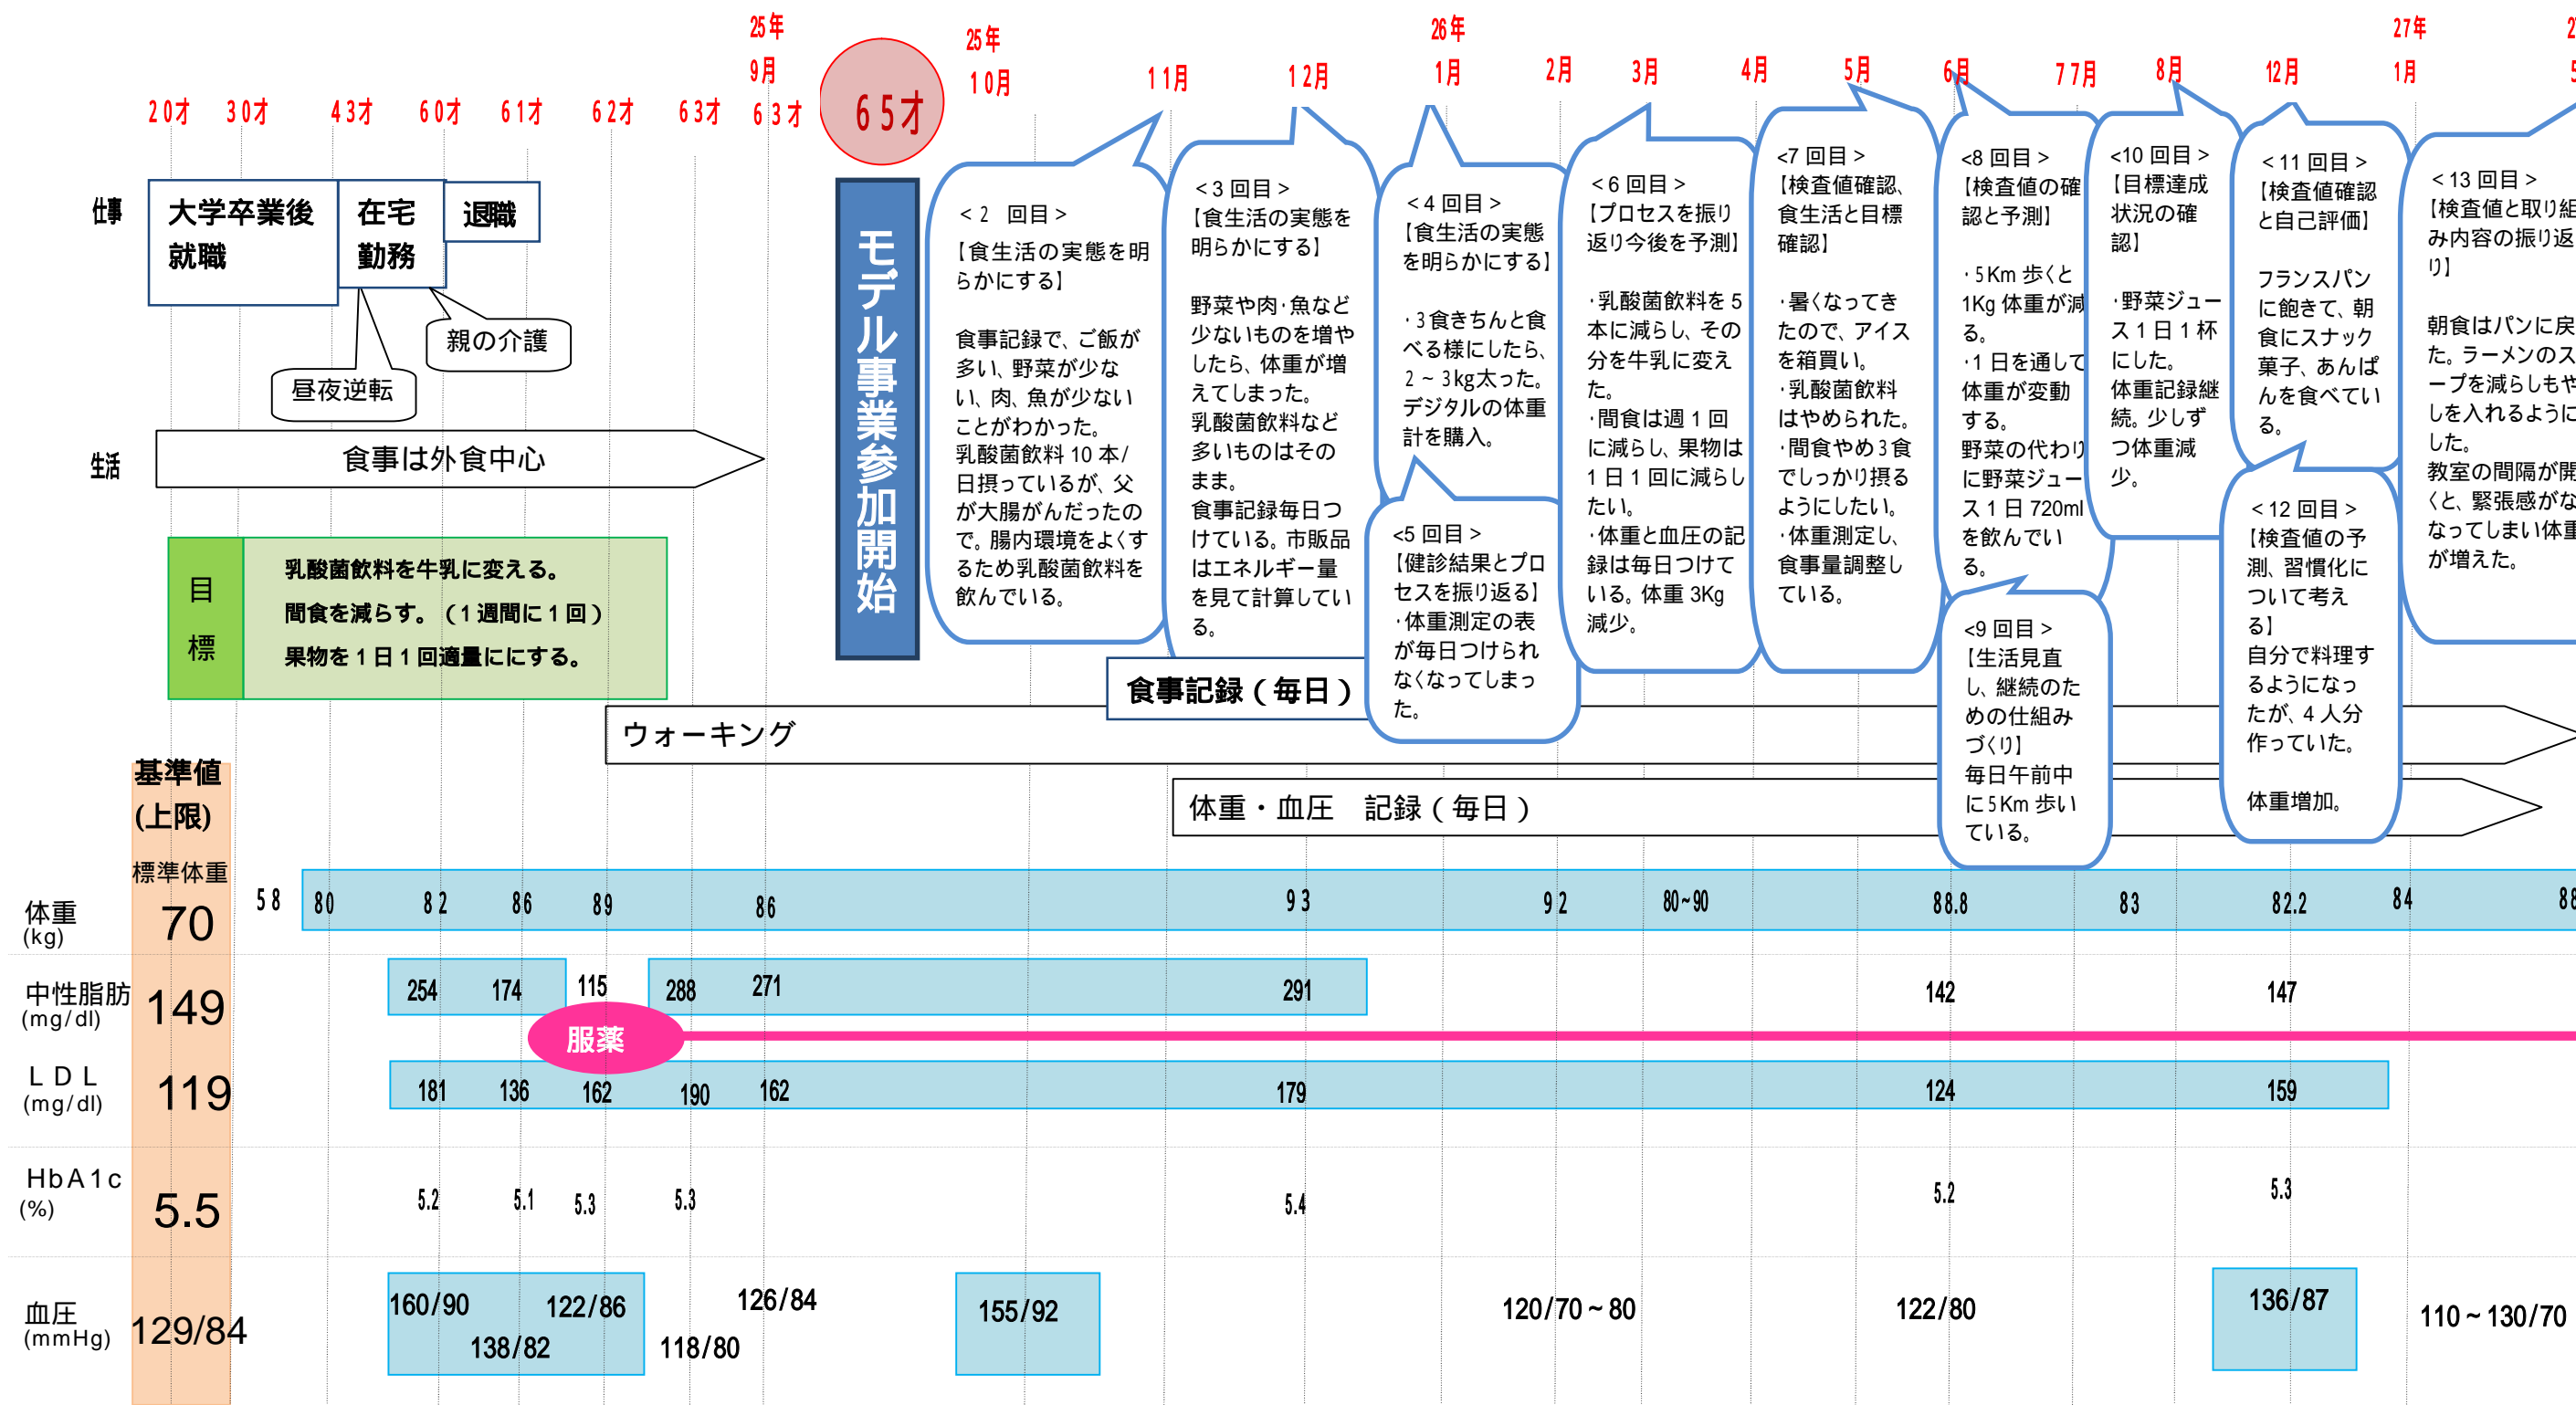 25年
9月
25年
10月
11月
12月
26年
1月
2月
3月
4月
5月
6月
7 7月
8月
12月
27年
1月
20才
30才
43才
60才
61才
62才
63才
63才
65才
仕事
大学卒業後
就職
在宅
勤務
退職
昼夜逆転
親の介護
生活
食事は外食中心
目
標
乳酸菌飲料を牛乳に変える。
間食を減らす。（1週間に1回）
果物を1日1回適量ににする。
モデル事業参加開始
<2 回目>
【食生活の実態を明
らかにする】
食事記録で、ご飯が
多い、野菜が少な
い、肉、魚が少ない
ことがわかった。
乳酸菌飲料10本/
日摂っているが、父
が大腸がんだったの
で。腸内環境をよくす
るため乳酸菌飲料を
飲んでいる。
<3回目>
【食生活の実態を
明らかにする】
野菜や肉・魚など
少ないものを増や
したら、体重が増
えてしまった。
乳酸菌飲料など
多いものはその
まま。
食事記録毎日つ
けている。市販品
はエネルギー量
を見て計算してい
る。
<4回目>
【食生活の実態
を明らかにする】
・3食きちんと食
べる様にしたら、
2～3kg太った。
デジタルの体重
計を購入。
<5回目>
【健診結果とプロ
セスを振り返る】
・体重測定の表
が毎日つけられ
なくなってしまっ
た。
<6回目>
【プロセスを振り
返り今後を予測】
・乳酸菌飲料を5
本に減らし、その
分を牛乳に変え
た。
・間食は週1回
に減らし、果物は
1日1回に減らし
たい。
・体重と血圧の記
録は毎日つけて
いる。体重3Kg
減少。
<7回目>
【検査値確認、
食生活と目標
確認】
・暑くなってき
たので、アイス
を箱買い。
・乳酸菌飲料
はやめられた。
・間食やめ3食
でしっかり摂る
ようにしたい。
・体重測定し、
食事量調整し
ている。
<8回目>
【検査値の確
認と予測】
・5Km歩くと
1Kg体重が減
る。
・1日を通して
体重が変動
する。
野菜の代わり
に野菜ジュー
ス1日720ml
を飲んでい
る。
<9回目>
【生活見直
し、継続のた
めの仕組み
づくり】
毎日午前中
に5Km歩い
ている。
<10回目>
【目標達成
状況の確
認】
・野菜ジュー
ス1日1杯
にした。
体重記録継
続。少しず
つ体重減
少。
<11回目>
【検査値確認
と自己評価】
フランスパン
に飽きて、朝
食にスナック
菓子、あんぱ
んを食べてい
る。
<12回目>
【検査値の予
測、習慣化に
ついて考え
る】
自分で料理す
るようになっ
たが、4人分
作っていた。
体重増加。
<13回目>
【検査値と取り組
み内容の振り返
り】
朝食はパンに戻
た。ラーメンのス
ープを減らしもや
しを入れるように
した。
教室の間隔が開
くと、緊張感がな
なってしまい体重
が増えた。
食事記録（毎日）
ウォーキング
体重・血圧 記録（毎日）
基準値
(上限)
標準体重
体重
(kg)
70
58 80 82 86 89 86 93 92 80～90 88.8 83 82.2 84 88
中性脂肪
(mg/dl)
149
254 174 115 288 271 291 142 147
服薬
LDL
(mg/dl)
119
181 136 162 190 162 179 124 159
HbA1c
(%)
5.5
5.2 5.1 5.3 5.3 5.4 5.2 5.3
血圧
(mmHg)
129/84
160/90 138/82 122/86 118/80 126/84 155/92 120/70～80 122/80 136/87 110～130/70